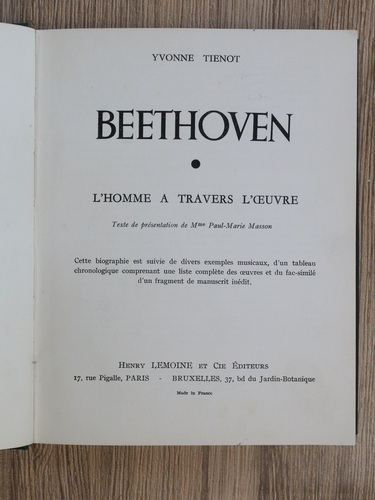 YVONNE TIENOT
BEETHOVEN
L'HOMME A TRAVERS L'ŒUVRE
Texte de présentation de Mme Paul-Marie Masson
Cette biographie est suivie de divers exemples musicaux, d'un tableau
chronologique comprenant une liste complète des œuvres et du fac-similé
d'un fragment de manuscrit inédit.
HENRY LEMOINE ET CIE ÉDITEURS
17, rue Pigalle, PARIS - BRUXELLES, 37, bd du Jardin-Botanique
Made in France